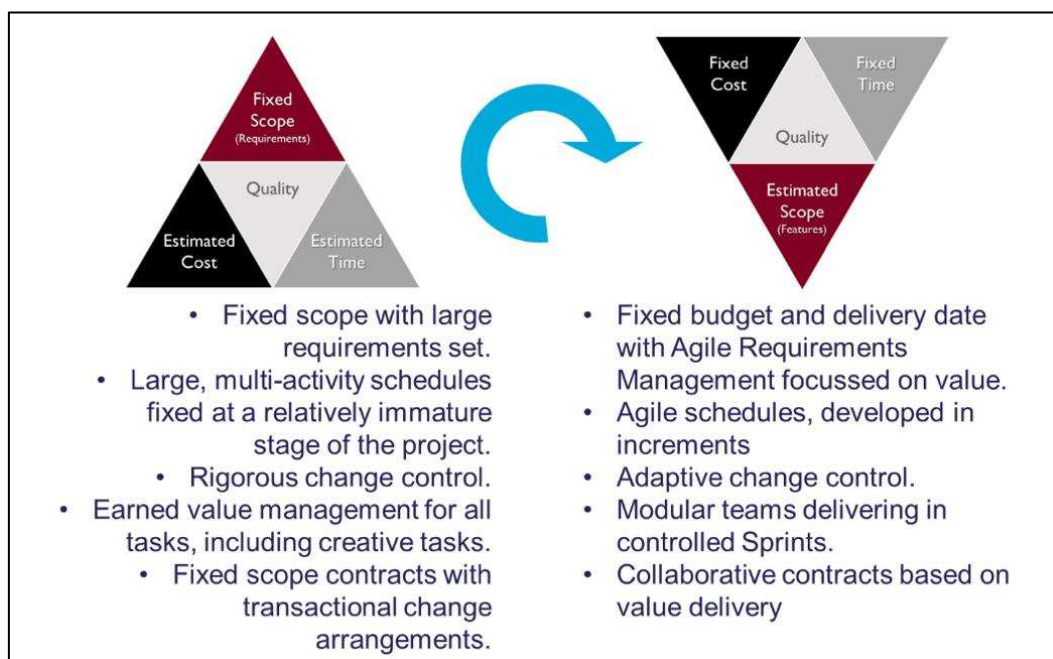 Fixed
Scope
(Requirements)
Quality
Estimated
Cost
Estimated
Time
Fixed
Cost
Fixed
Time
Quality
Estimated
Scope
(Features)
• Fixed scope with large
requirements set.
• Large, multi-activity schedules
fixed at a relatively immature
stage of the project.
• Rigorous change control.
• Earned value management for all
tasks, including creative tasks.
• Fixed scope contracts with
transactional change
arrangements.
• Fixed budget and delivery date
with Agile Requirements
Management focussed on value.
• Agile schedules, developed in
increments
• Adaptive change control.
• Modular teams delivering in
controlled Sprints.
• Collaborative contracts based on
value delivery